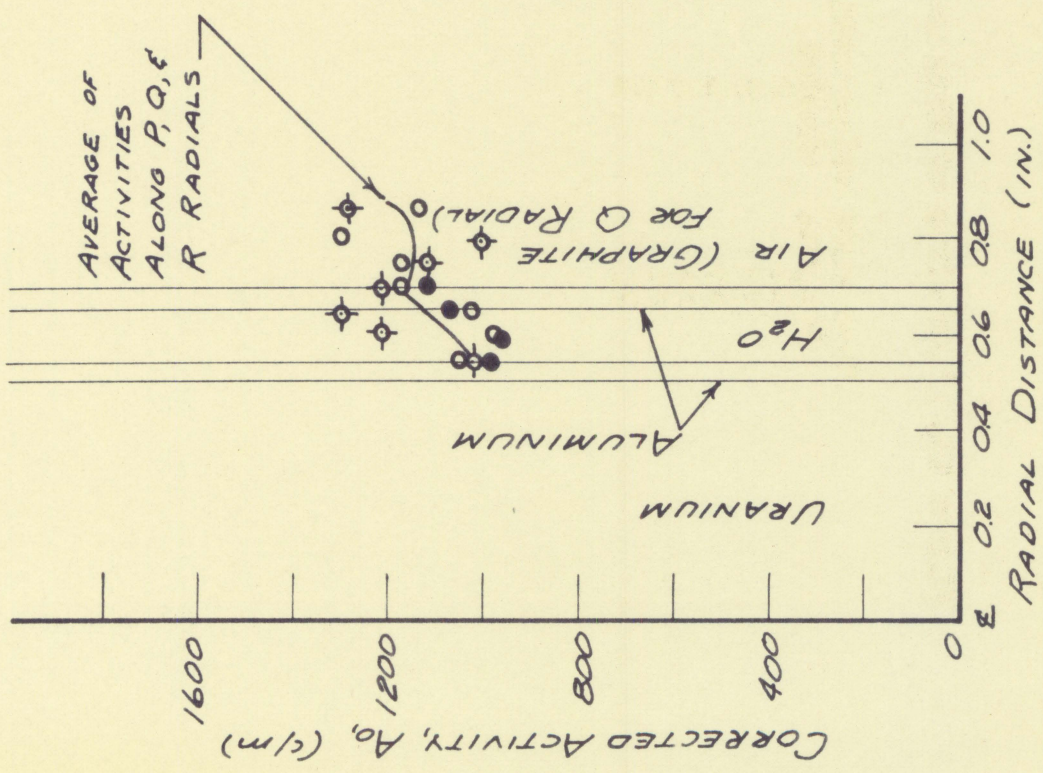 AVERAGE OF
ACTIVITIES
ALONG P, Q, &
R RADIALS
AIR (GRAPHITE
FOR Q RADIAL)
H₂O
ALUMINUM
URANIUM
1600
1200
800
400
0
CORRECTED ACTIVITY, A₀, (c/m)
℄
0.2
0.4
0.6
0.8
1.0
RADIAL DISTANCE (IN.)